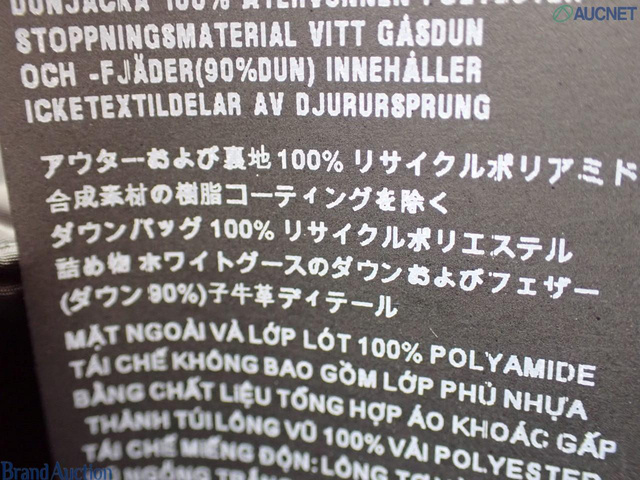 AUCNET
DUNJACKA 100% ÅTERVUNNEN
STOPPNINGSMATERIAL VITT GÅSDUN
OCH -FJÄDER(90%DUN) INNEHÅLLER
ICKETEXTILDELAR AV DJURURSPRUNG
アウターおよび裏地 100% リサイクルポリアミド
合成素材の樹脂コーティングを除く
ダウンバッグ 100% リサイクルポリエステル
詰め物 ホワイトグースのダウンおよびフェザー
(ダウン 90%)子牛革ディテール
MẶT NGOÀI VÀ LỚP LÓT 100% POLYAMIDE
TÁI CHẾ KHÔNG BAO GỒM LỚP PHỦ NHỰA
BẰNG CHẤT LIỆU TỔNG HỢP ÁO KHOÁC GẤP
THÀNH TÚI LÔNG VŨ 100% VẢI POLYESTER
TÁI CHẾ MIẾNG ĐỘN: LÔNG
NGỖNG
Brand Auction